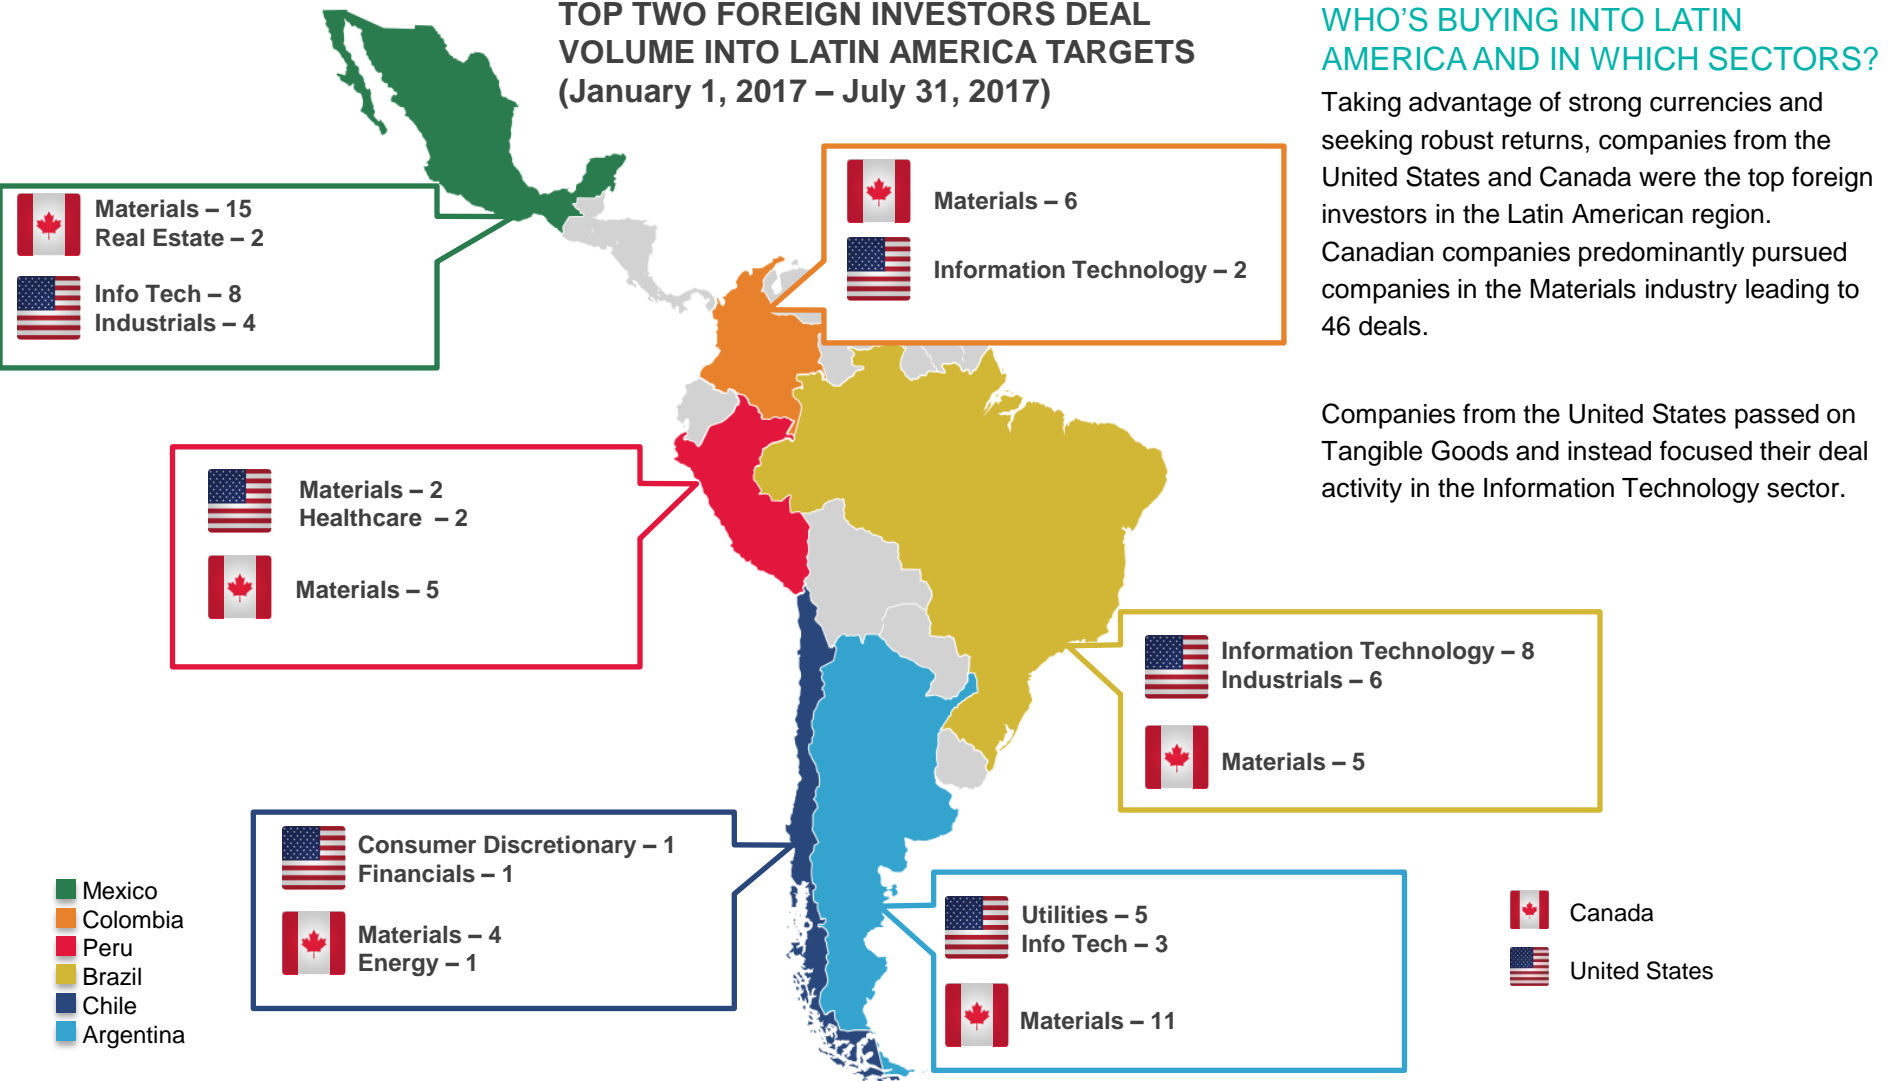 TOP TWO FOREIGN INVESTORS DEAL
VOLUME INTO LATIN AMERICA TARGETS
(January 1, 2017 – July 31, 2017)
WHO'S BUYING INTO LATIN
AMERICA AND IN WHICH SECTORS?
Taking advantage of strong currencies and
seeking robust returns, companies from the
United States and Canada were the top foreign
investors in the Latin American region.
Canadian companies predominantly pursued
companies in the Materials industry leading to
46 deals.
Companies from the United States passed on
Tangible Goods and instead focused their deal
activity in the Information Technology sector.
Materials – 15
Real Estate – 2
Info Tech – 8
Industrials – 4
Materials – 6
Information Technology – 2
Materials – 2
Healthcare – 2
Materials – 5
Information Technology – 8
Industrials – 6
Materials – 5
Consumer Discretionary – 1
Financials – 1
Materials – 4
Energy – 1
Utilities – 5
Info Tech – 3
Materials – 11
Mexico
Colombia
Peru
Brazil
Chile
Argentina
Canada
United States